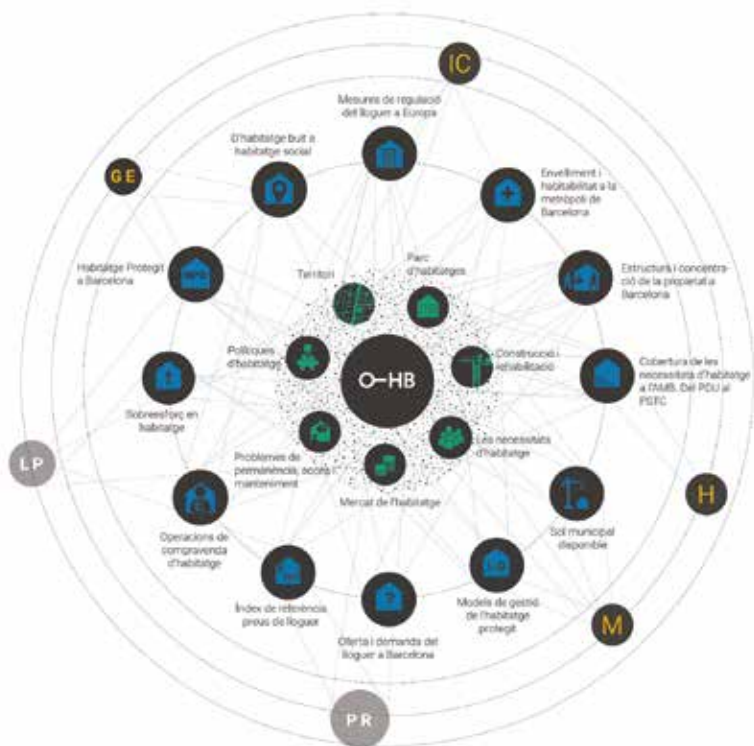 IC
Mesures de regulació
del lloguer a Europa
D'habitatge buit a
habitatge social
GE
Envelliment i
habitabilitat a la
metròpoli de
Barcelona
Habitatge Protegit
a Barcelona
HPO
Territori
Parc
d'habitatges
Estructura i concentra-
ció de la propietat a
Barcelona
Polítiques
d'habitatge
HB
Construcció i
rehabilitació
Cobertura de les
necessitats d'habitatge
a l'AMB. Del PDU al
Sobreesforç en
habitatge
LP
Problemes de
permanència, accés i
manteniment
Les necessitats
d'habitatge
Mercat de l'habitatge
H
Operacions de
compravenda
d'habitatge
Sòl municipal
disponible
Índex de referència
preus de lloguer
?
Oferta i demanda del
lloguer a Barcelona
Models de gestió
de l'habitatge
protegit
M
PR